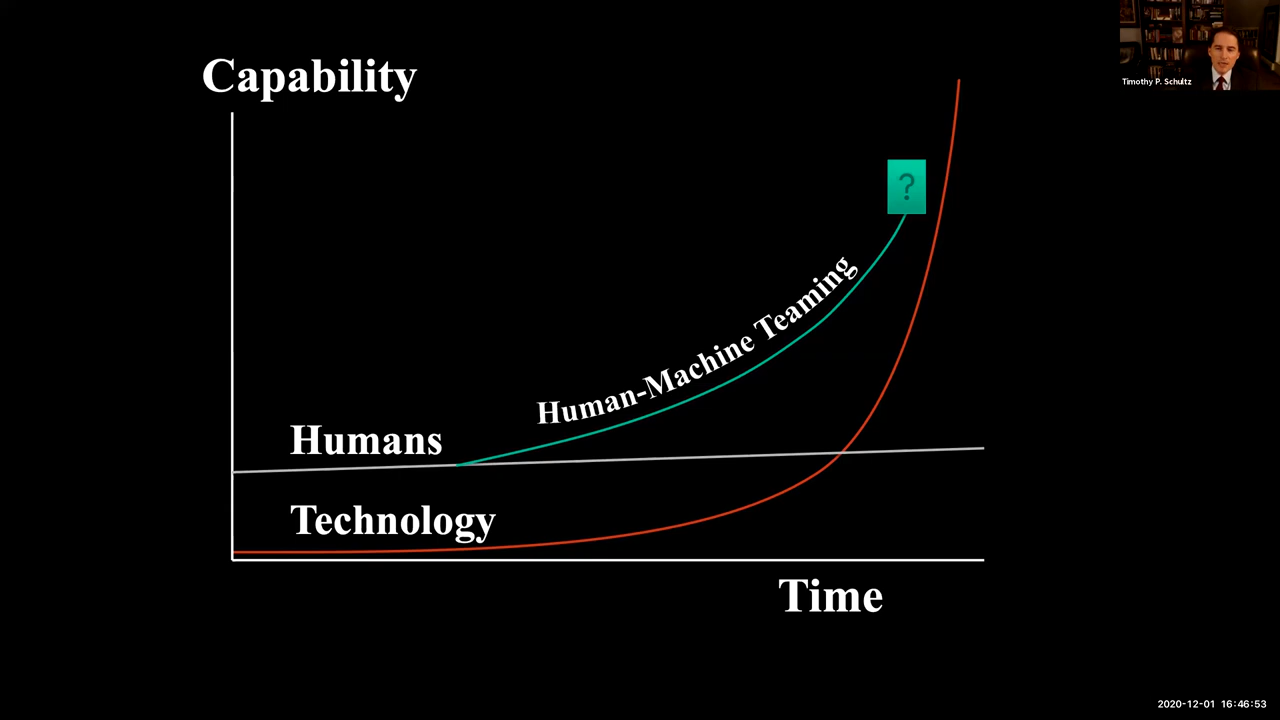 Capability
Timothy P. Schultz
?
Human-Machine Teaming
Humans
Technology
Time
2020-12-01 16:46:53